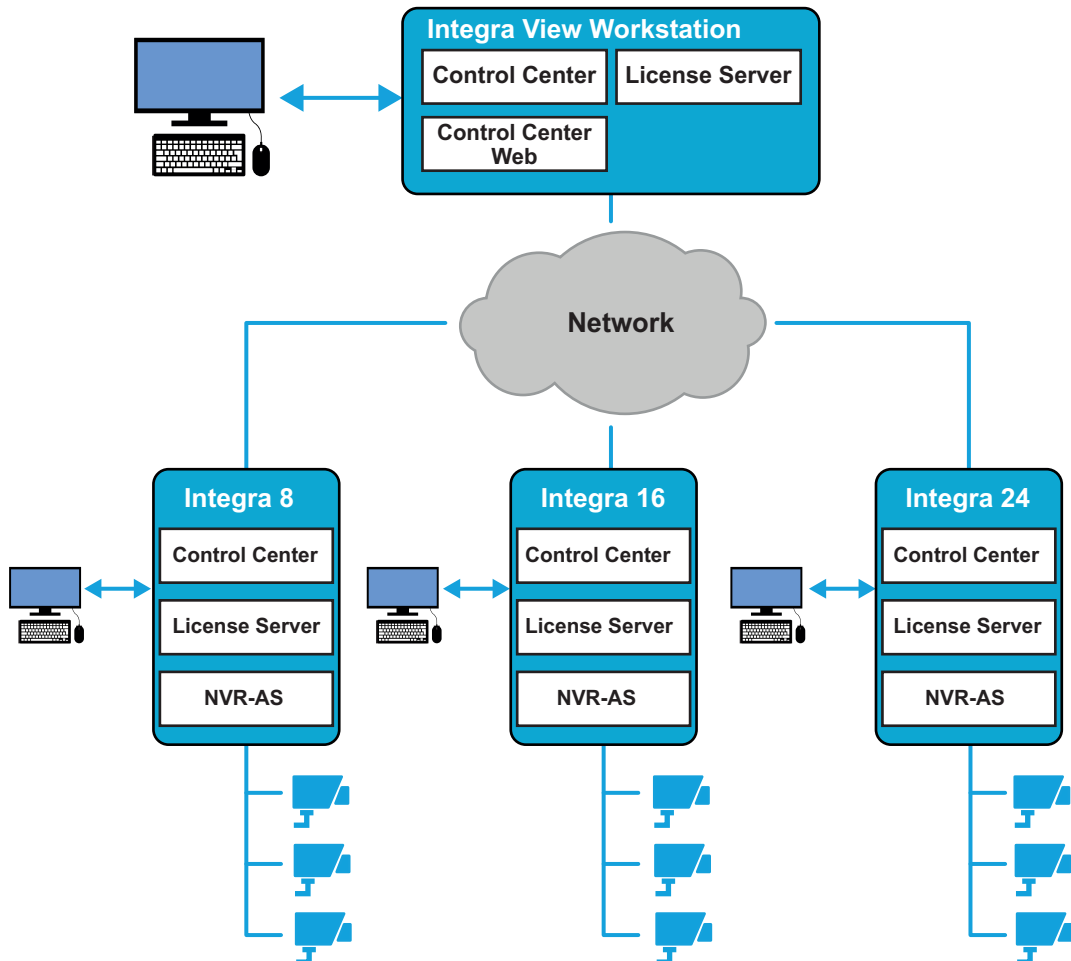 Integra View Workstation
Control Center
License Server
Control Center
Web
Network
Integra 8
Control Center
License Server
NVR-AS
Integra 16
Control Center
License Server
NVR-AS
Integra 24
Control Center
License Server
NVR-AS